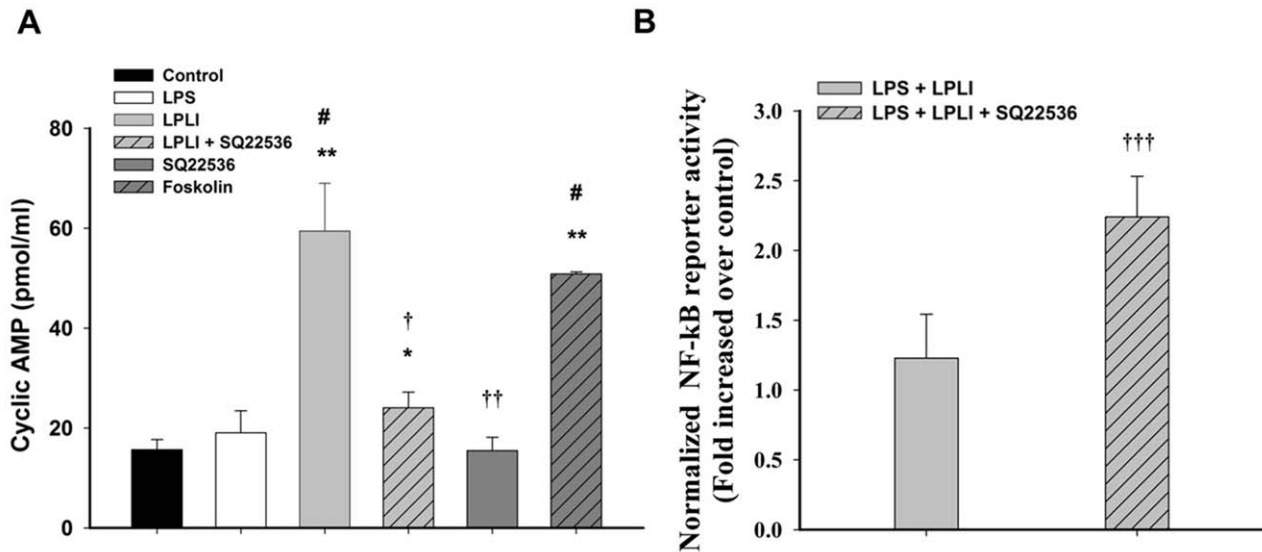 A
Control
LPS
LPLI
LPLI + SQ22536
SQ22536
Foskolin
Cyclic AMP (pmol/ml)
80
60
40
20
0
#
**
†
*
††
#
**
B
LPS + LPLI
LPS + LPLI + SQ22536
Normalized NF-kB reporter activity
(Fold increased over control)
3.0
2.5
2.0
1.5
1.0
0.5
0.0
†††